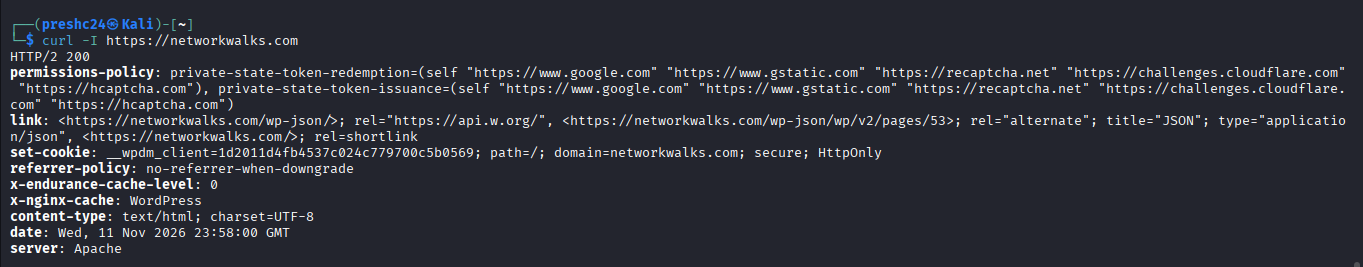 ┌──(preshc24㉿Kali)-[~]
└─$ curl -I https://networkwalks.com
HTTP/2 200
permissions-policy: private-state-token-redemption=(self "https://www.google.com" "https://www.gstatic.com" "https://recaptcha.net" "https://challenges.cloudflare.com"
"https://hcaptcha.com"), private-state-token-issuance=(self "https://www.google.com" "https://www.gstatic.com" "https://recaptcha.net" "https://challenges.cloudflare.
com" "https://hcaptcha.com")
link: <https://networkwalks.com/wp-json/>; rel="https://api.w.org/", <https://networkwalks.com/wp-json/wp/v2/pages/53>; rel="alternate"; title="JSON"; type="applicatio
n/json", <https://networkwalks.com/>; rel=shortlink
set-cookie: __wpdm_client=1d2011d4fb4537c024c779700c5b0569; path=/; domain=networkwalks.com; secure; HttpOnly
referrer-policy: no-referrer-when-downgrade
x-endurance-cache-level: 0
x-nginx-cache: WordPress
content-type: text/html; charset=UTF-8
date: Wed, 11 Nov 2026 23:58:00 GMT
server: Apache